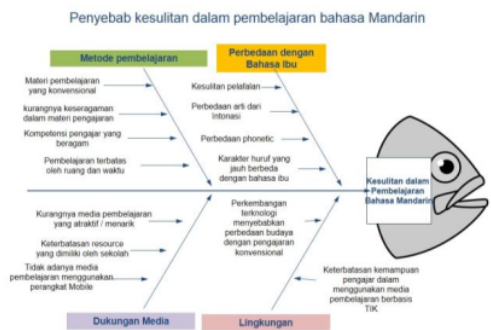 Penyebab kesulitan dalam pembelajaran bahasa Mandarin
Metode pembelajaran
Perbedaan dengan
Bahasa Ibu
Materi pembelajaran
yang konvensional
kurangnya keseragaman
dalam materi pengajaran
Kompetensi pengajar yang
beragam
Pembelajaran terbatas
oleh ruang dan waktu
Kesulitan pelafalan
Perbedaan arti dari
Intonasi
Perbedaan phonetic
Karakter huruf yang
jauh berbeda
dengan bahasa ibu
Kesulitan dalam
Pembelajaran
Bahasa Mandarin
Kurangnya media pembelajaran
yang atraktif / menarik
Keterbatasan resource
yang dimiliki oleh sekolah
Tidak adanya media
pembelajaran menggunakan
perangkat Mobile
Perkembangan
terknologi
menyebabkan
perbedaan budaya
dengan pengajaran
konvensional
Keterbatasan kemampuan
pengajar dalam
menggunakan media
pembelajaran berbasis
TIK
Dukungan Media
Lingkungan